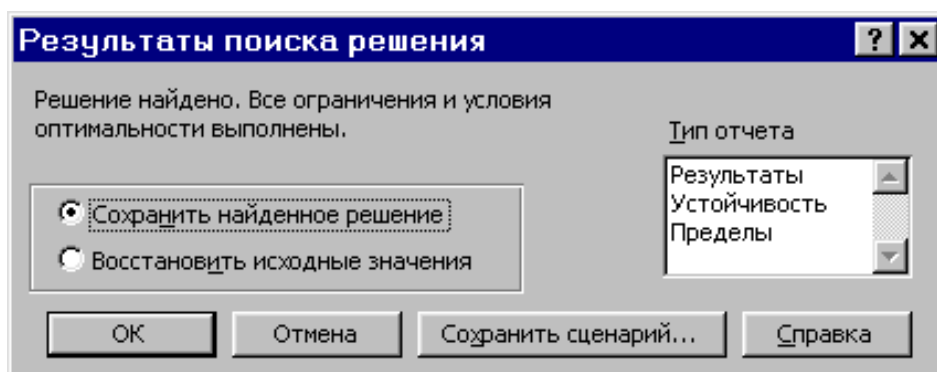 Результаты поиска решения
Решение найдено. Все ограничения и условия
оптимальности выполнены.
Тип отчета
Результаты
Устойчивость
Пределы
Сохранить найденное решение
Восстановить исходные значения
ОК
Отмена
Сохранить сценарий...
Справка